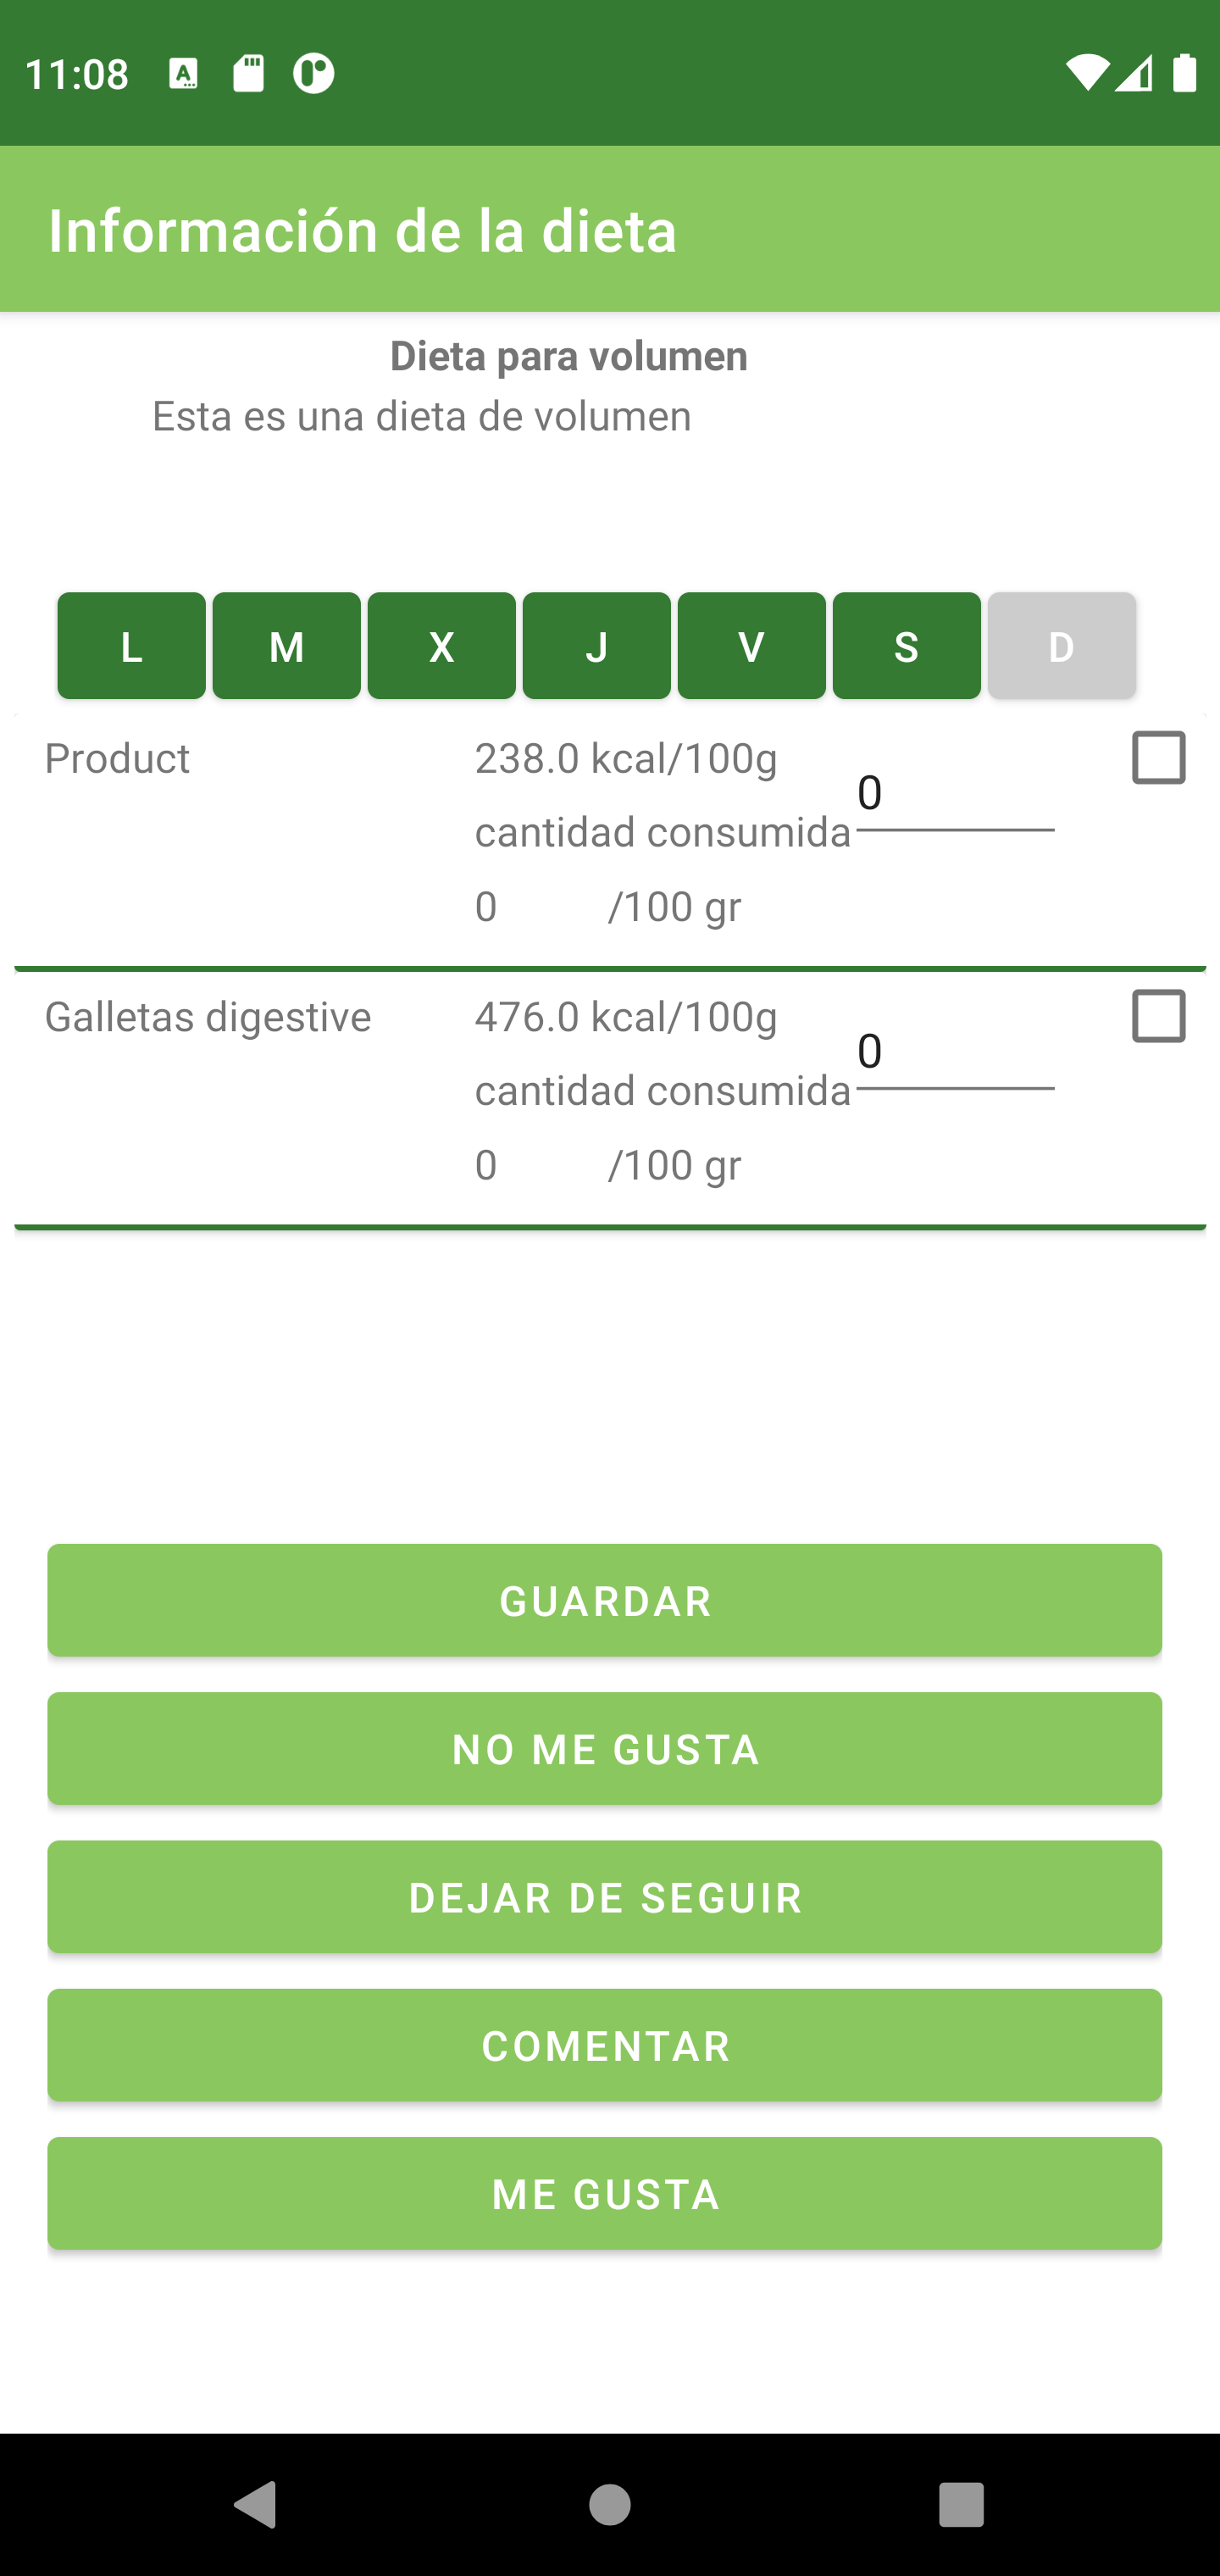 11:08
Información de la dieta
Dieta para volumen
Esta es una dieta de volumen
L M X J V S D
Product 238.0 kcal/100g
cantidad consumida 0
0 /100 gr
Galletas digestive 476.0 kcal/100g
cantidad consumida 0
0 /100 gr
GUARDAR
NO ME GUSTA
DEJAR DE SEGUIR
COMENTAR
ME GUSTA